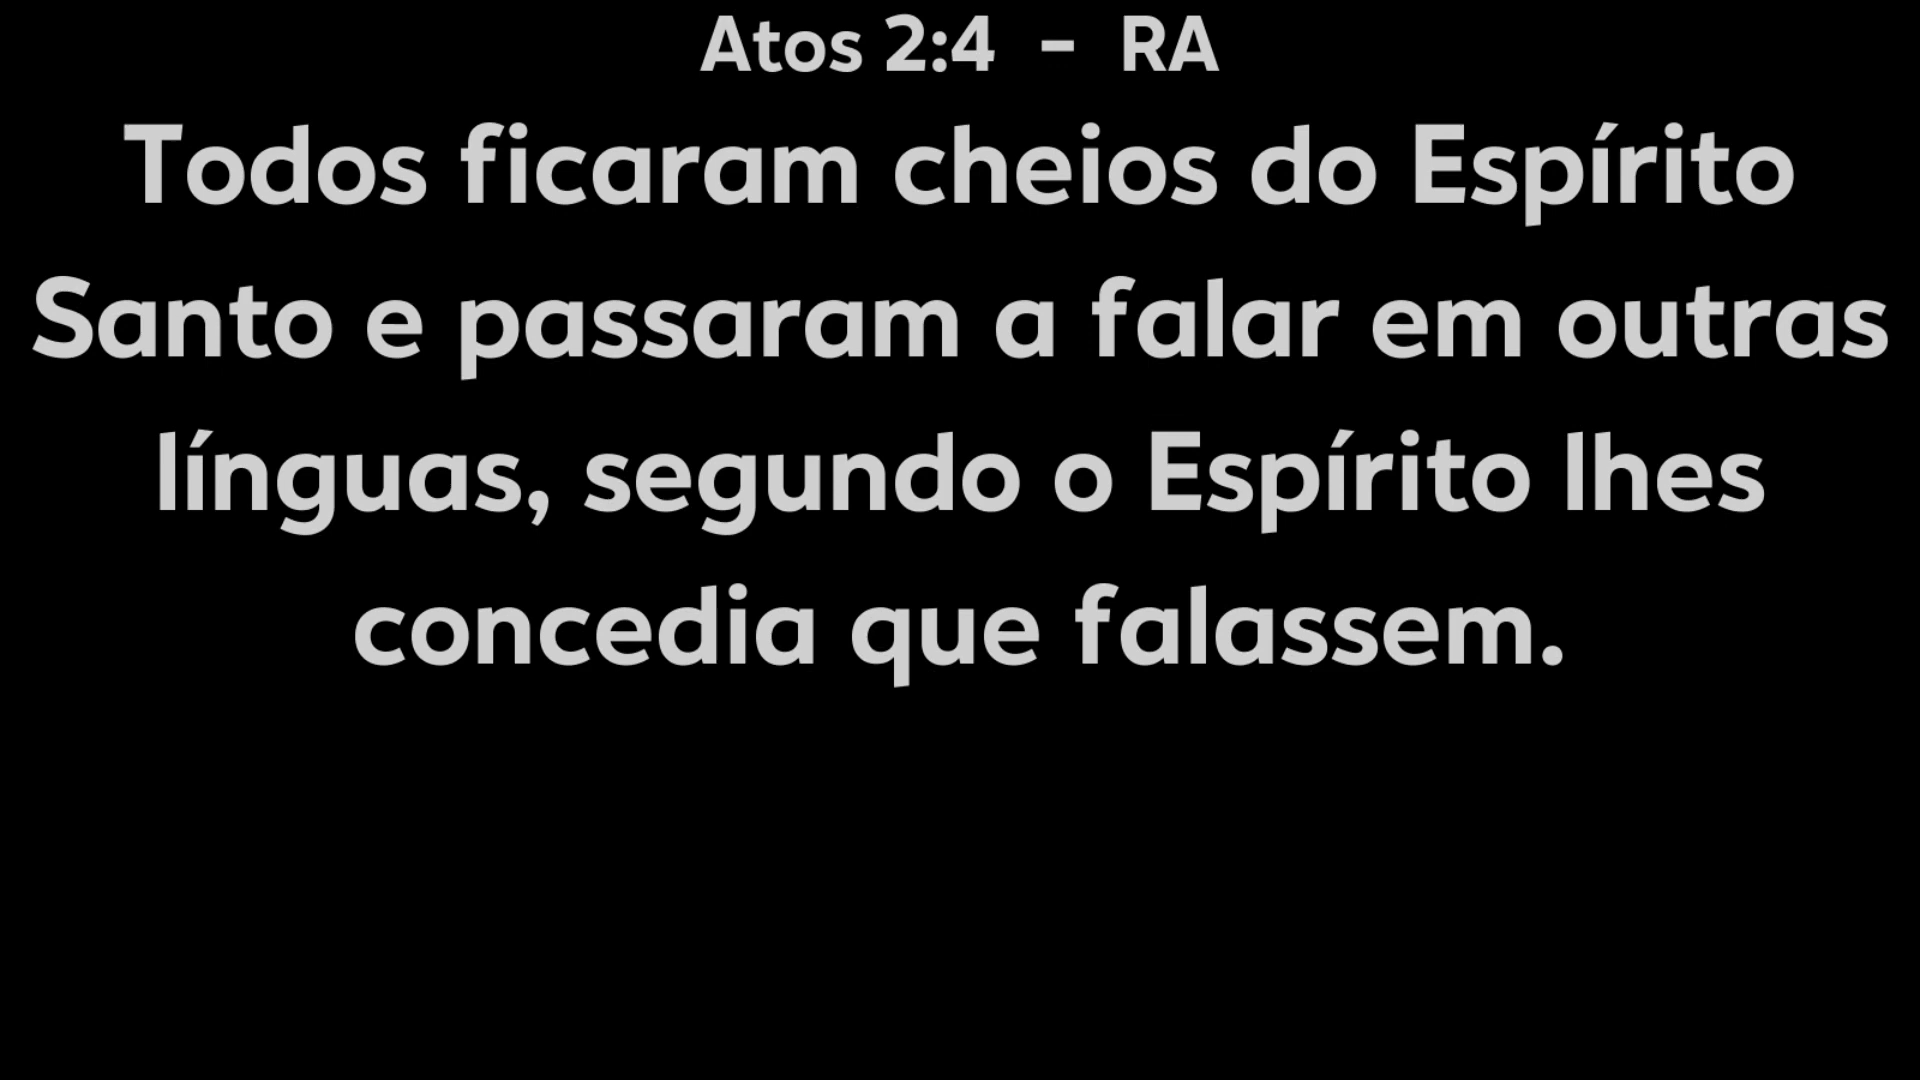 Atos 2:4 - RA
Todos ficaram cheios do Espírito
Santo e passaram a falar em outras
línguas, segundo o Espírito lhes
concedia que falassem.